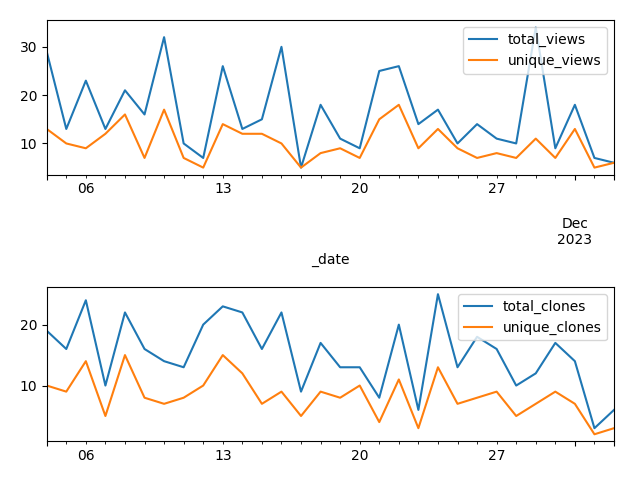 30
20
10
total_views
unique_views
06 13 20 27
Dec
2023
_date
20
10
total_clones
unique_clones
06 13 20 27